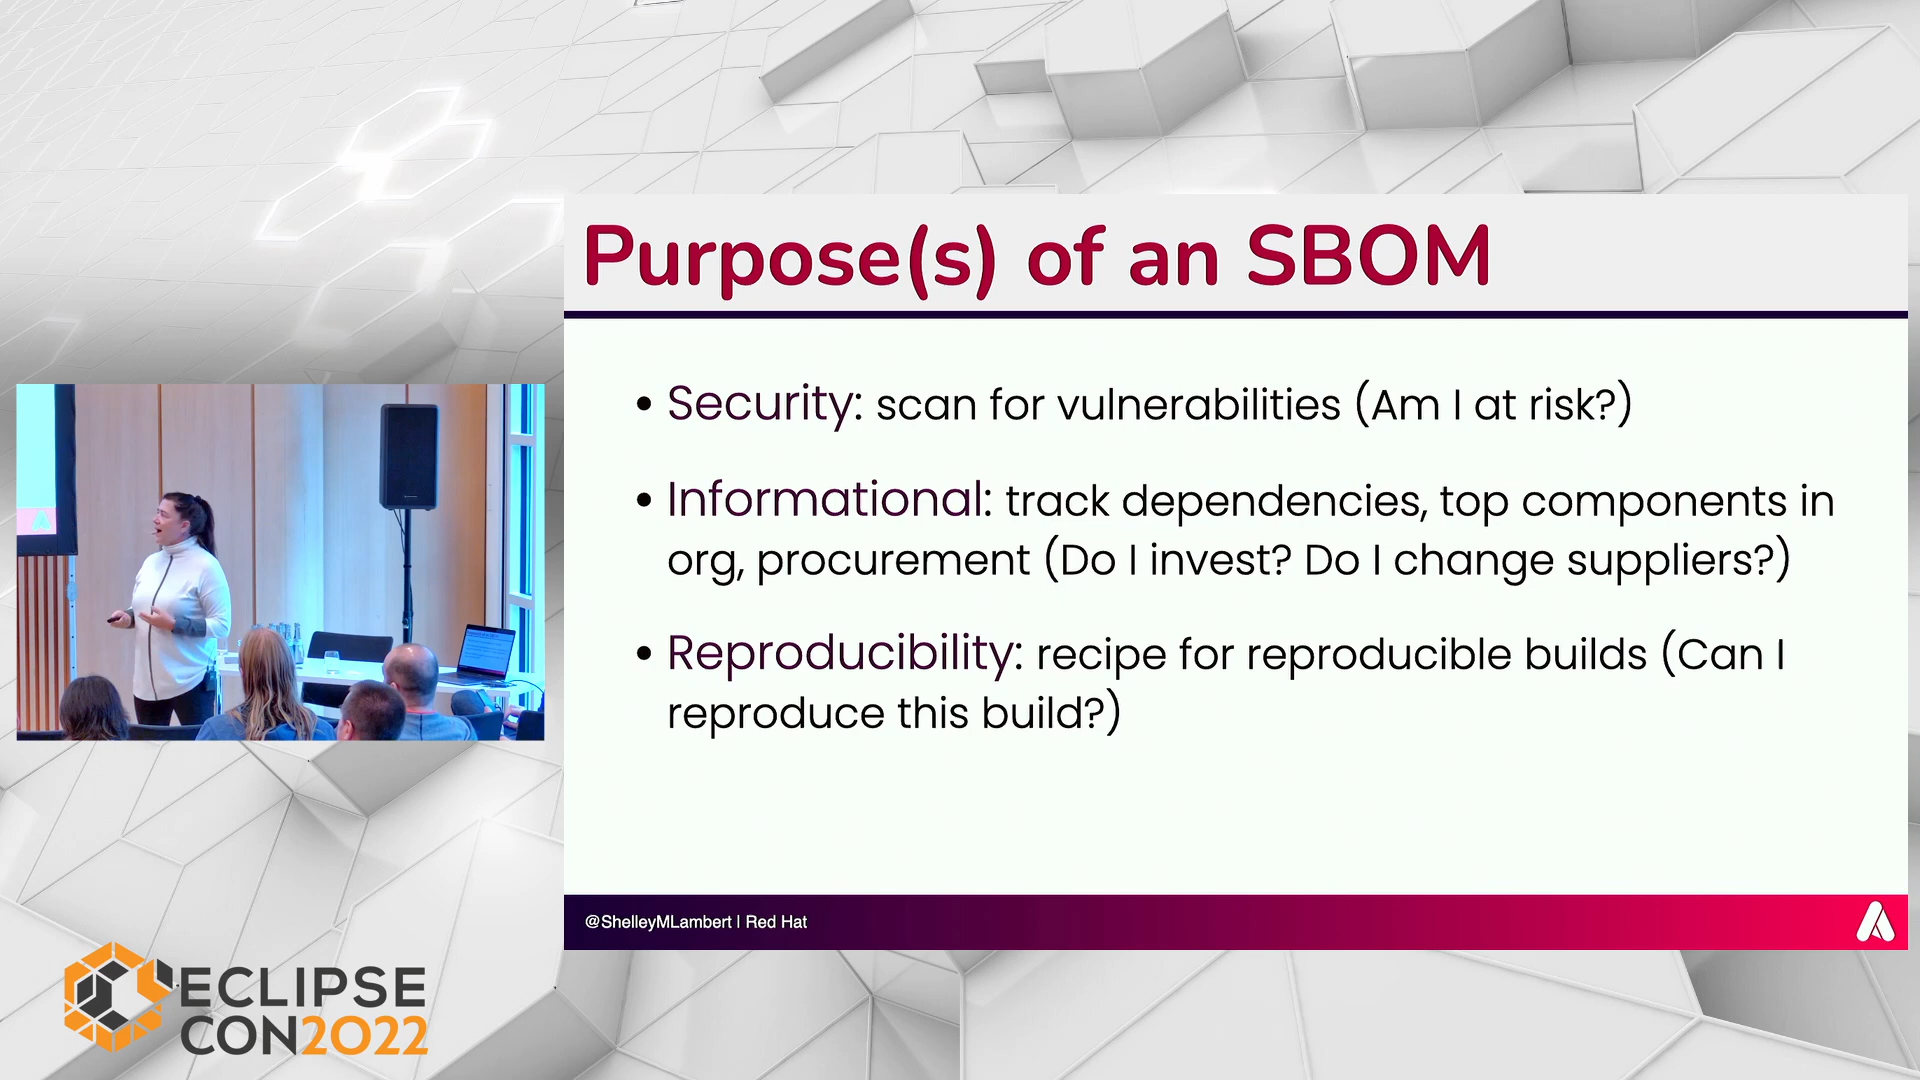 Purpose(s) of an SBOM
• Security: scan for vulnerabilities (Am I at risk?)
• Informational: track dependencies, top components in
org, procurement (Do I invest? Do I change suppliers?)
• Reproducibility: recipe for reproducible builds (Can I
reproduce this build?)
@ShelleyMLambert | Red Hat
ECLIPSE
CON2022